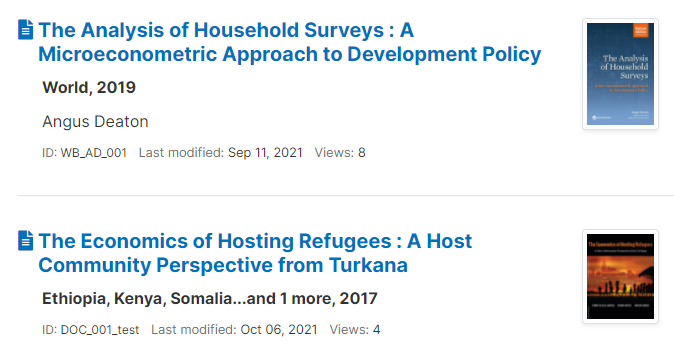 The Analysis of Household Surveys : A
Microeconometric Approach to Development Policy
World, 2019
Angus Deaton
ID: WB_AD_001 Last modified: Sep 11, 2021 Views: 8
The Analysis
of Household
Surveys
The Economics of Hosting Refugees : A Host
Community Perspective from Turkana
Ethiopia, Kenya, Somalia...and 1 more, 2017
ID: DOC_001_test Last modified: Oct 06, 2021 Views: 4
The Economics of Hosting Refugees